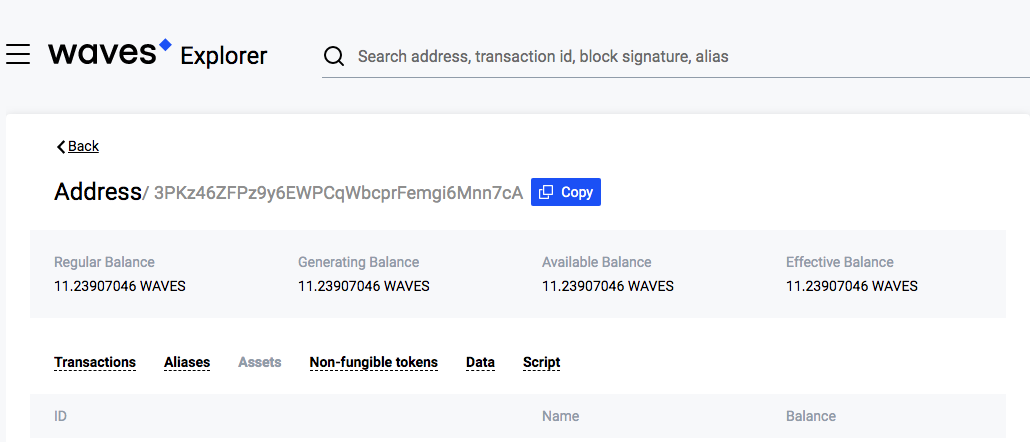 waves Explorer
Search address, transaction id, block signature, alias
Back
Address/ 3PKz46ZFPz9y6EWPCqWbcprFemgi6Mnn7cA Copy
Regular Balance Generating Balance Available Balance Effective Balance
11.23907046 WAVES 11.23907046 WAVES 11.23907046 WAVES 11.23907046 WAVES
Transactions Aliases Assets Non-fungible tokens Data Script
ID Name Balance